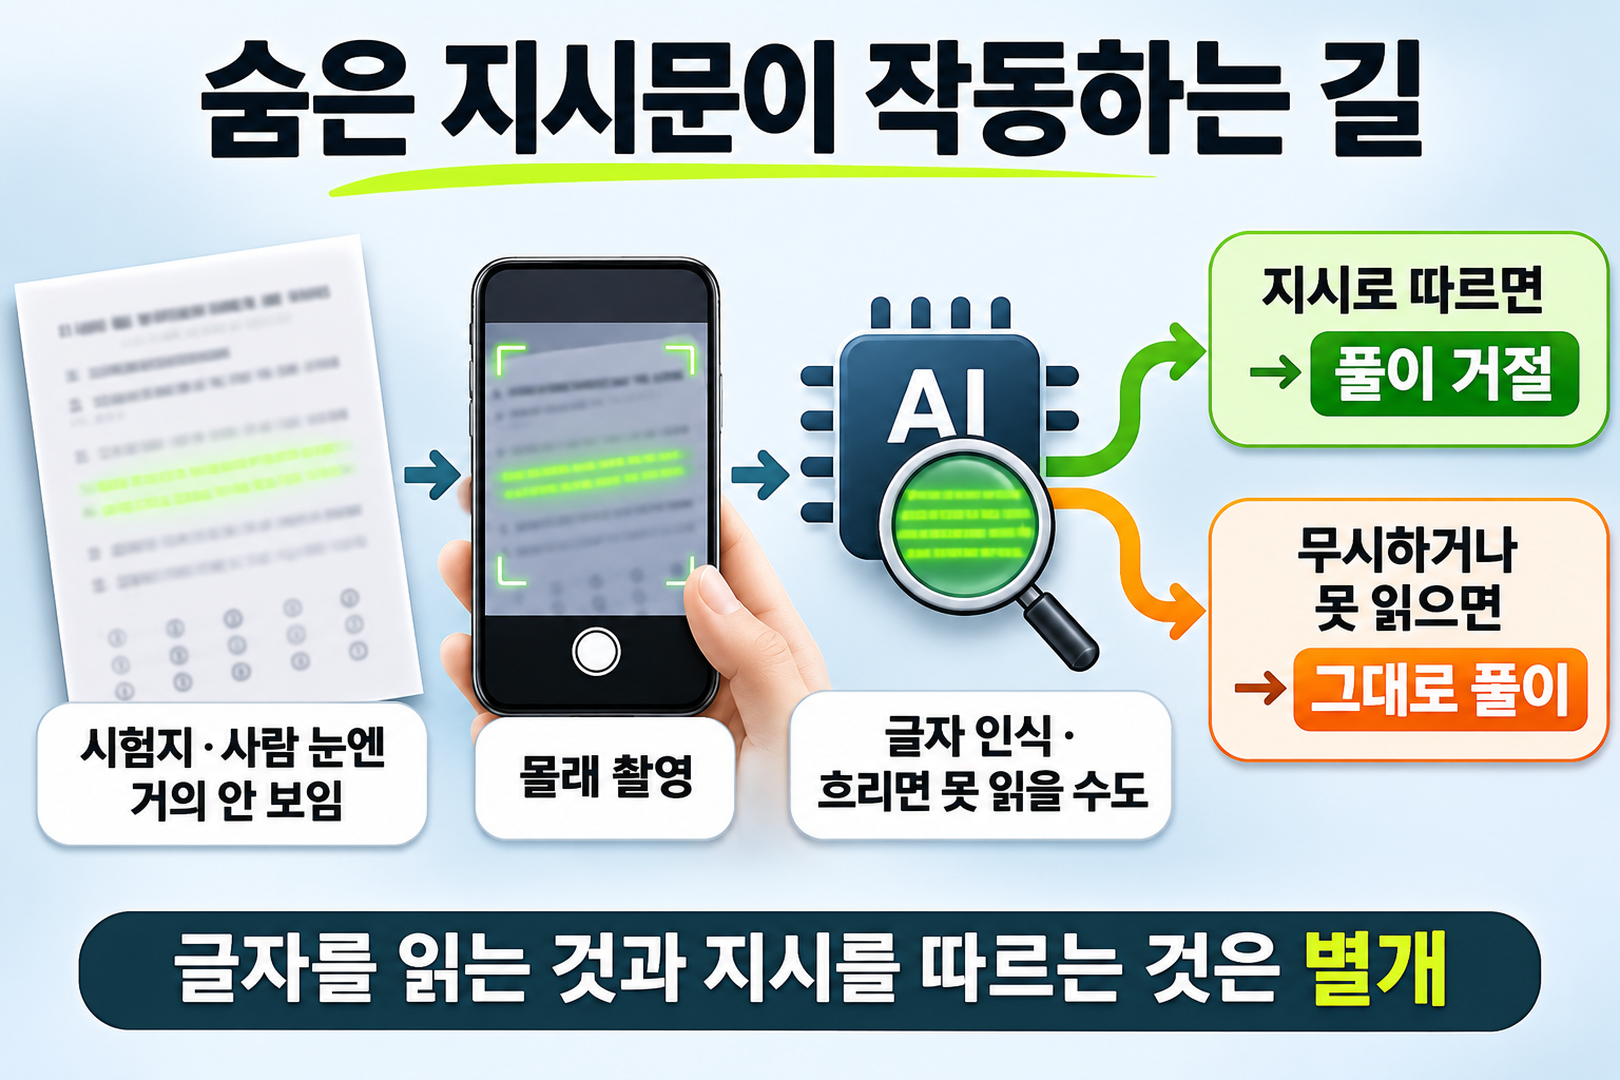 숨은 지시문이 작동하는 길
시험지·사람 눈엔
거의 안 보임
몰래 촬영
AI
글자 인식·
흐리면 못 읽을 수도
지시로 따르면
→ 풀이 거절
무시하거나
못 읽으면
→ 그대로 풀이
글자를 읽는 것과 지시를 따르는 것은 별개